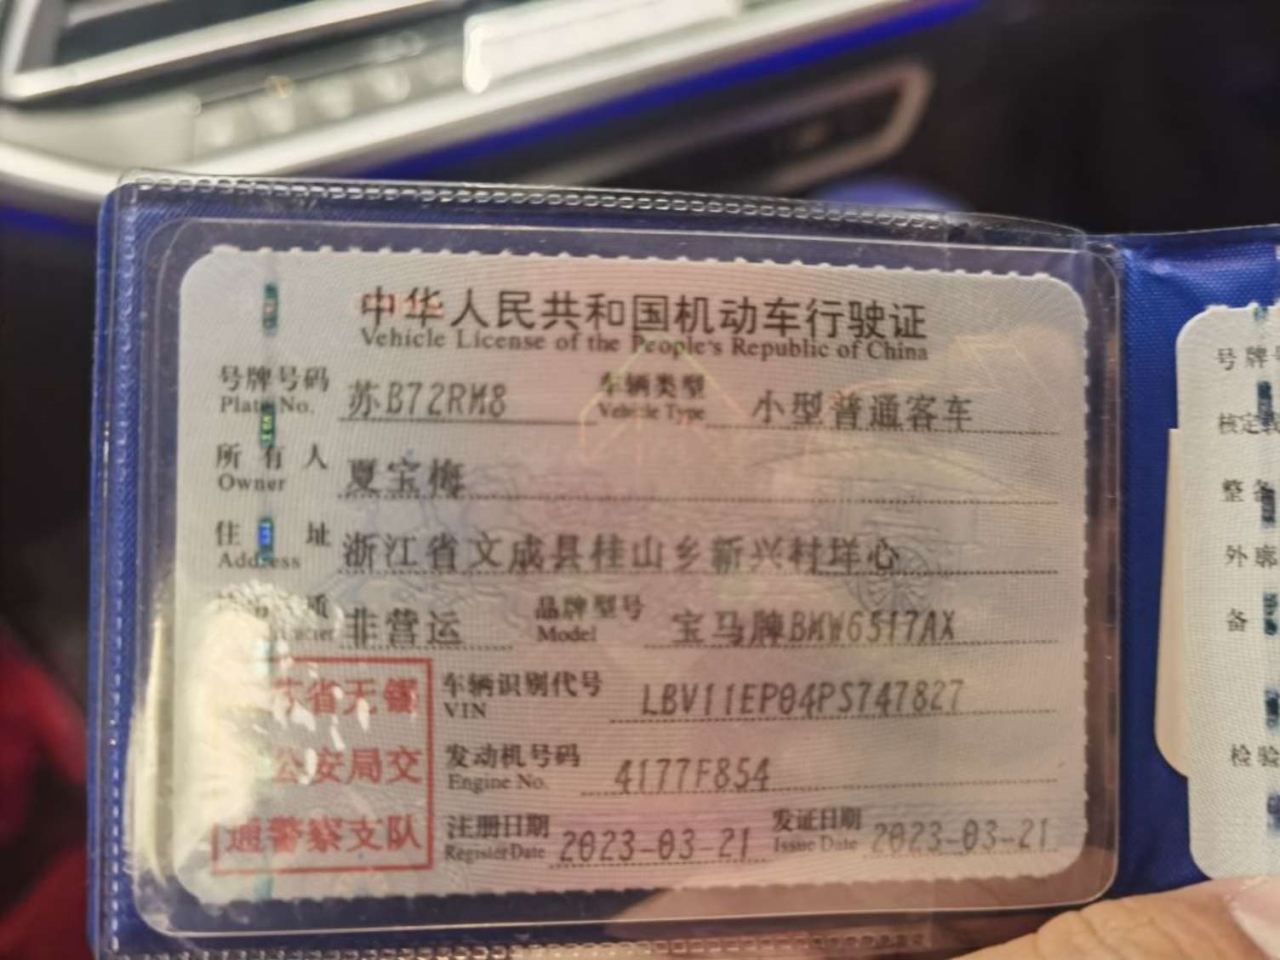 中华人民共和国机动车行驶证
Vehicle License of the People's Republic of China
号牌号码 苏B72RM8 车辆类型 小型普通客车
Plate No. Vehicle Type
所有人 夏宝梅
Owner
住址 浙江省文成县桂山乡新兴村垟心
Address
质 非营运 品牌型号 宝马牌BMW6517AX
Model
车辆识别代号 LBV11EP04PS747827
VIN
发动机号码 4177F854
Engine No.
注册日期 2023-03-21 发证日期 2023-03-21
Register Date Issue Date
省无锡
公安局交
通警察支队
号牌
核定
整备
外廓
备
检验